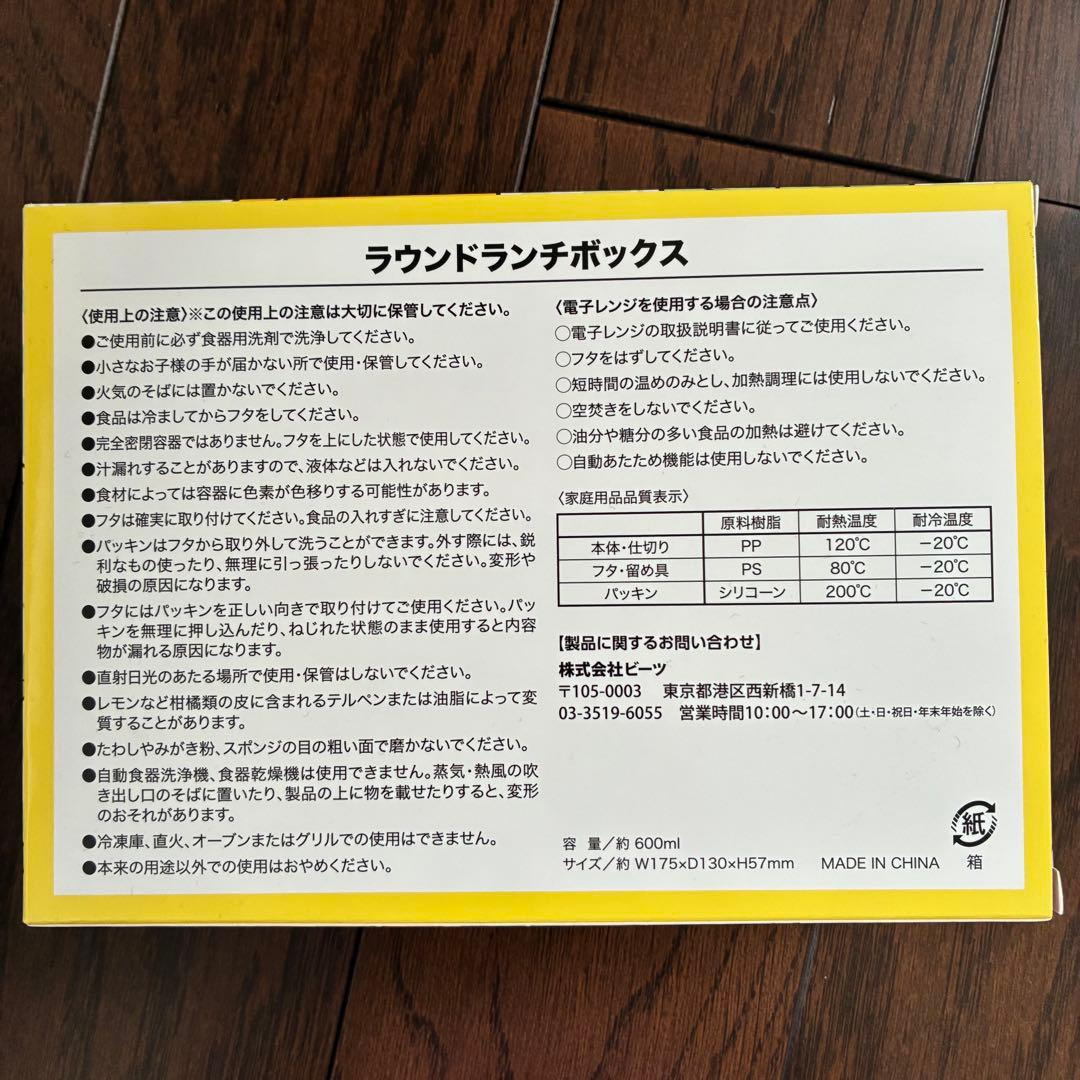 ラウンドランチボックス
〈使用上の注意〉※この使用上の注意は大切に保管してください。
●ご使用前に必ず食器用洗剤で洗浄してください。
●小さなお子様の手が届かない所で使用・保管してください。
●火気のそばには置かないでください。
●食品は冷ましてからフタをしてください。
●完全密閉容器ではありません。フタを上にした状態で使用してください。
●汁漏れすることがありますので、液体などは入れないでください。
●食材によっては容器に色素が色移りする可能性があります。
●フタは確実に取り付けてください。食品の入れすぎに注意してください。
●パッキンはフタから取り外して洗うことができます。外す際には、鋭
利なもの使ったり、無理に引っ張ったりしないでください。変形や
破損の原因になります。
●フタにはパッキンを正しい向きで取り付けてご使用ください。パッ
キンを無理に押し込んだり、ねじれた状態のまま使用すると内容
物が漏れる原因になります。
●直射日光のあたる場所で使用・保管はしないでください。
●レモンなど柑橘類の皮に含まれるテルペンまたは油脂によって変
質することがあります。
●たわしやみがき粉、スポンジの目の粗い面で磨かないでください。
●自動食器洗浄機、食器乾燥機は使用できません。蒸気・熱風の吹
き出し口のそばに置いたり、製品の上に物を載せたりすると、変形
のおそれがあります。
●冷凍庫、直火、オーブンまたはグリルでの使用はできません。
●本来の用途以外での使用はおやめください。
〈電子レンジを使用する場合の注意点〉
○電子レンジの取扱説明書に従ってご使用ください。
○フタをはずしてください。
○短時間の温めのみとし、加熱調理には使用しないでください。
○空焚きをしないでください。
○油分や糖分の多い食品の加熱は避けてください。
○自動あたため機能は使用しないでください。
〈家庭用品品質表示〉
原料樹脂 耐熱温度 耐冷温度
本体・仕切り PP 120℃ −20℃
フタ・留め具 PS 80℃ −20℃
パッキン シリコーン 200℃ −20℃
【製品に関するお問い合わせ】
株式会社ビーツ
〒105-0003 東京都港区西新橋1-7-14
03-3519-6055 営業時間10：00〜17：00（土・日・祝日・年末年始を除く）
容 量／約 600ml
サイズ／約 W175×D130×H57mm MADE IN CHINA
紙
箱